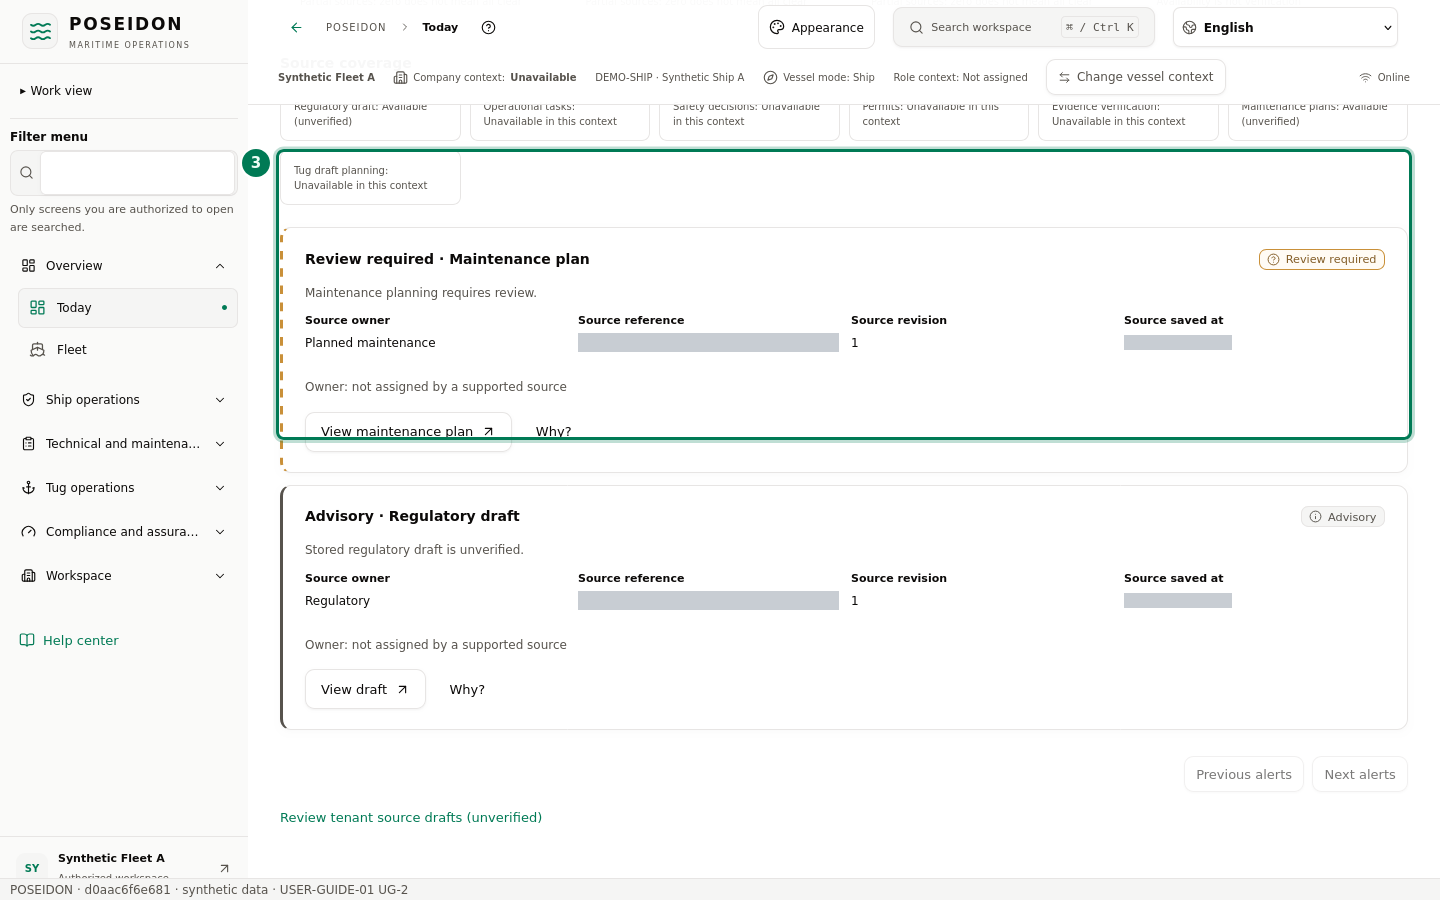 POSEIDON
MARITIME OPERATIONS
Work view
Filter menu
Only screens you are authorized to open
are searched.
Overview
Today
Fleet
Ship operations
Technical and maintena...
Tug operations
Compliance and assura...
Workspace
Help center
SY
Synthetic Fleet A
Authorized workspace
POSEIDON
Today
Appearance
Search workspace
⌘ / Ctrl K
English
Source coverage
Synthetic Fleet A
Company context: Unavailable
DEMO-SHIP · Synthetic Ship A
Vessel mode: Ship
Role context: Not assigned
Change vessel context
Online
Regulatory draft: Available
(unverified)
Operational tasks:
Unavailable in this context
Safety decisions: Unavailable
in this context
Permits: Unavailable in this
context
Evidence verification:
Unavailable in this context
Maintenance plans: Available
(unverified)
3
Tug draft planning:
Unavailable in this context
Review required · Maintenance plan
Review required
Maintenance planning requires review.
Source owner
Source reference
Source revision
Source saved at
Planned maintenance
1
Owner: not assigned by a supported source
View maintenance plan
Why?
Advisory · Regulatory draft
Advisory
Stored regulatory draft is unverified.
Source owner
Source reference
Source revision
Source saved at
Regulatory
1
Owner: not assigned by a supported source
View draft
Why?
Previous alerts
Next alerts
Review tenant source drafts (unverified)
POSEIDON · d0aac6f6e681 · synthetic data · USER-GUIDE-01 UG-2